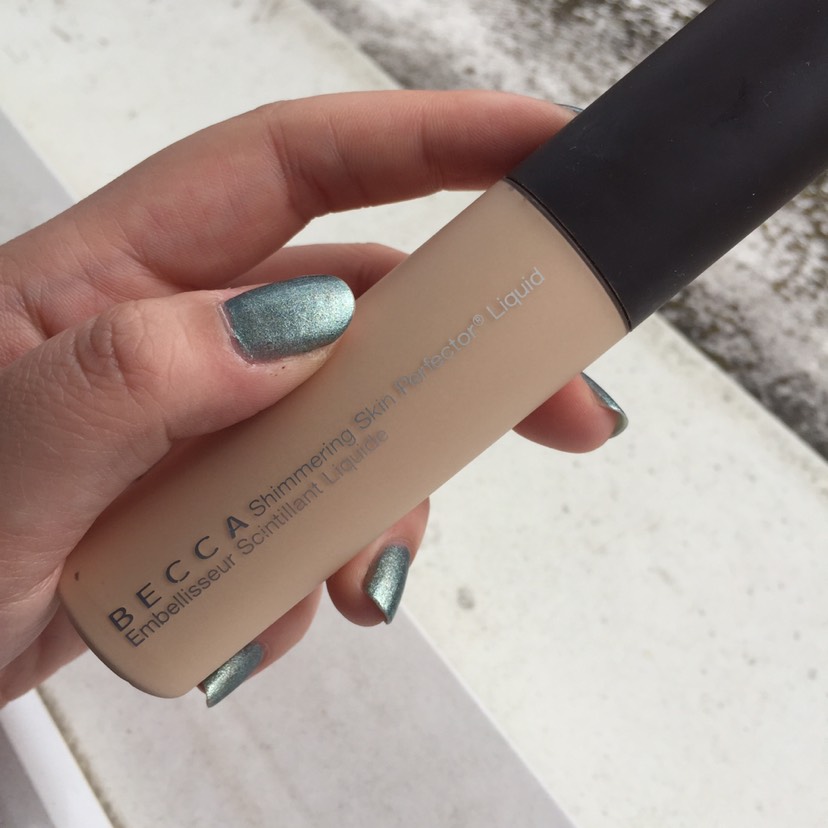 BECCA Shimmering Skin Perfector® Liquid
Embellisseur Scintillant Liquide